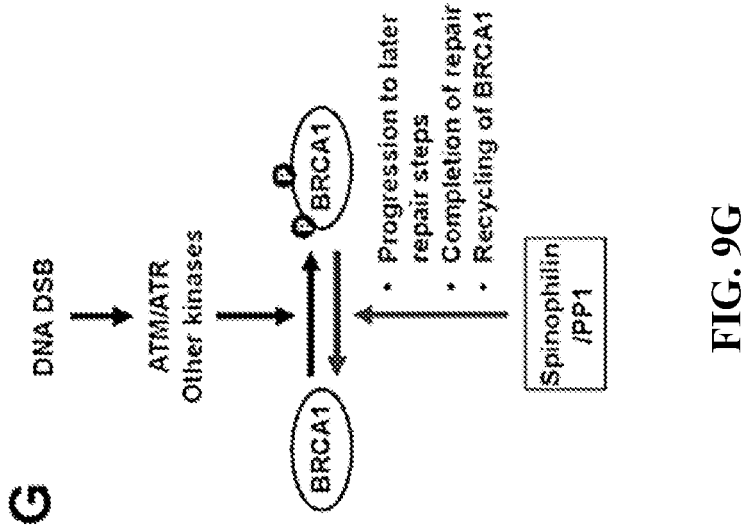 G
DNA DSB
ATM/ATR
Other kinases
BRCA1
P
P
BRCA1
• Progression to later
repair steps
• Completion of repair
• Recycling of BRCA1
Spinophilin
/PP1
FIG. 9G